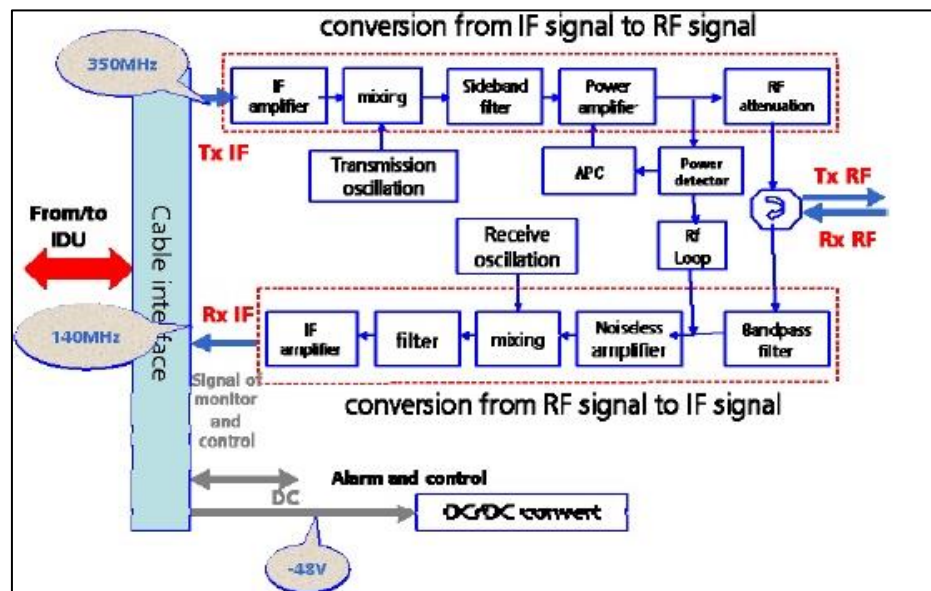 conversion from IF signal to RF signal
350MHz
IF
amplifier
mixing
Sideband
filter
Power
amplifier
RF
attenuation
Tx IF
Transmission
oscillation
APC
Power
detector
Tx RF
Rx RF
From/to
IDU
Cable interface
Receive
oscillation
Rf
Loop
Rx IF
140MHz
IF
amplifier
filter
mixing
Noiseless
amplifier
Bandpass
filter
Signal of
monitor
and
control
conversion from RF signal to IF signal
Alarm and control
DC
DC/DC convert
-48V